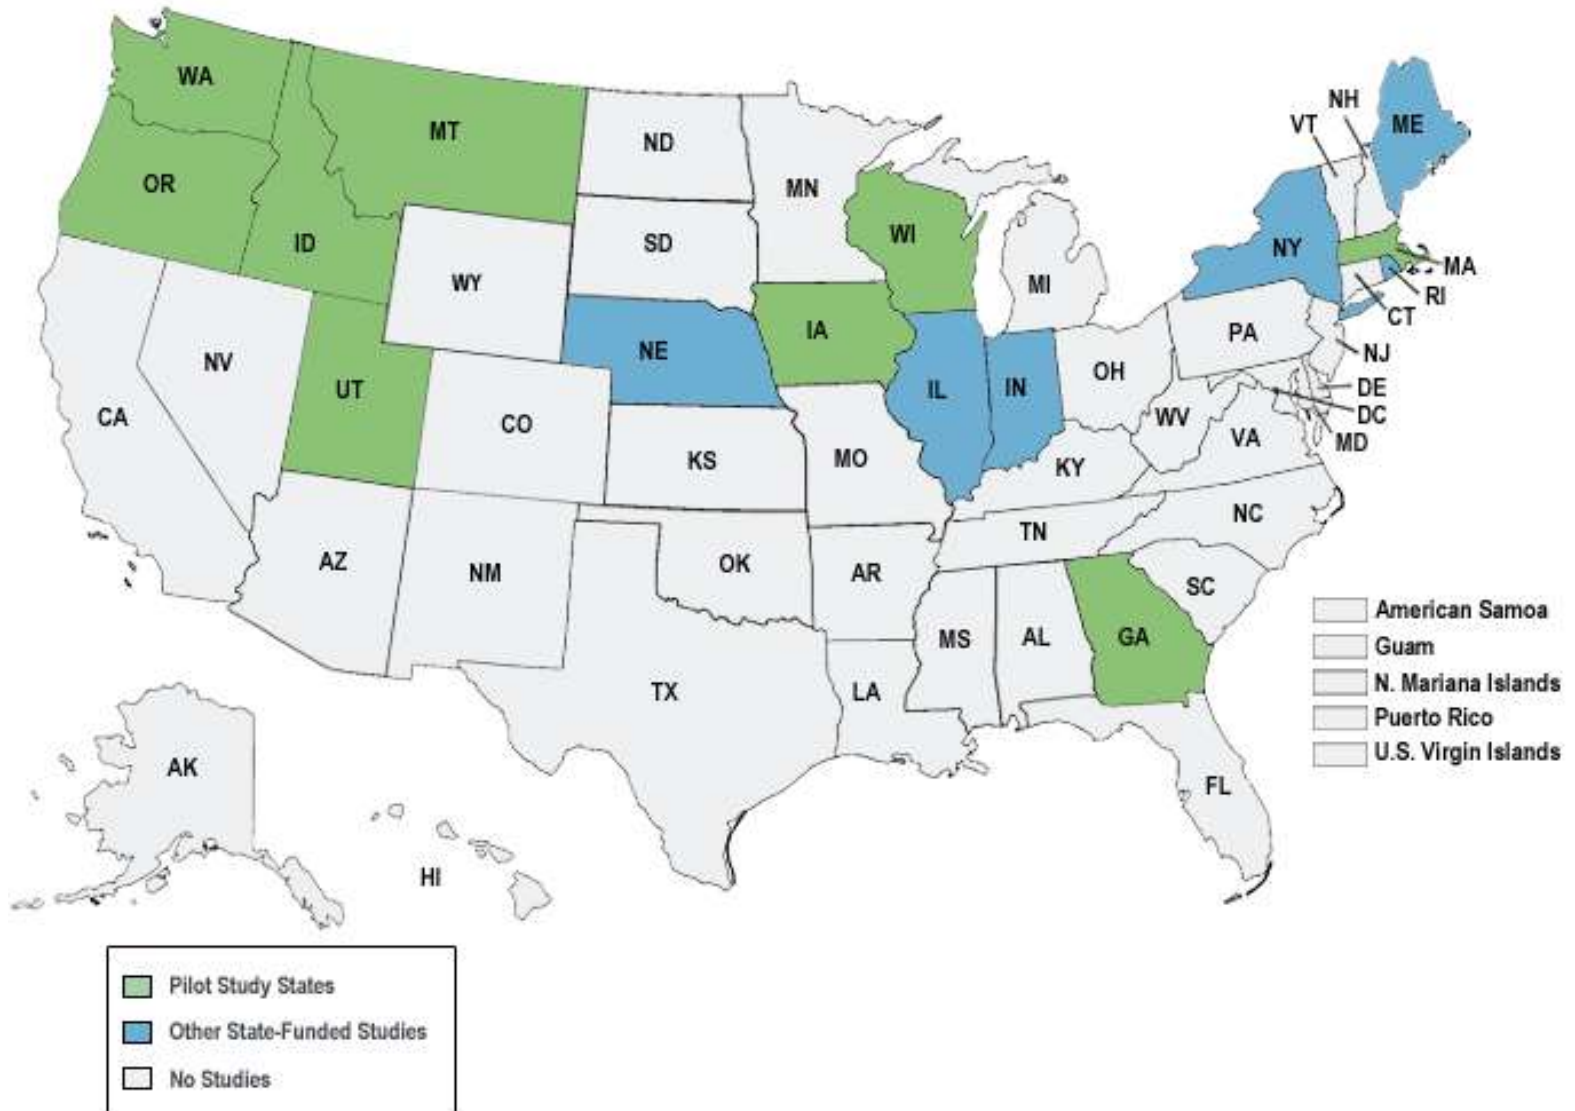 NH
VT
ME
WA
MT
ND
MN
OR
ID
SD
WI
NY
MA
WY
MI
RI
CT
IA
PA
NE
NJ
NV
UT
IL
IN
OH
DE
DC
CA
CO
WV
MD
VA
KS
MO
KY
NC
TN
AZ
NM
OK
AR
SC
American Samoa
MS
AL
GA
Guam
N. Mariana Islands
TX
LA
Puerto Rico
U.S. Virgin Islands
AK
FL
HI
Pilot Study States
Other State-Funded Studies
No Studies